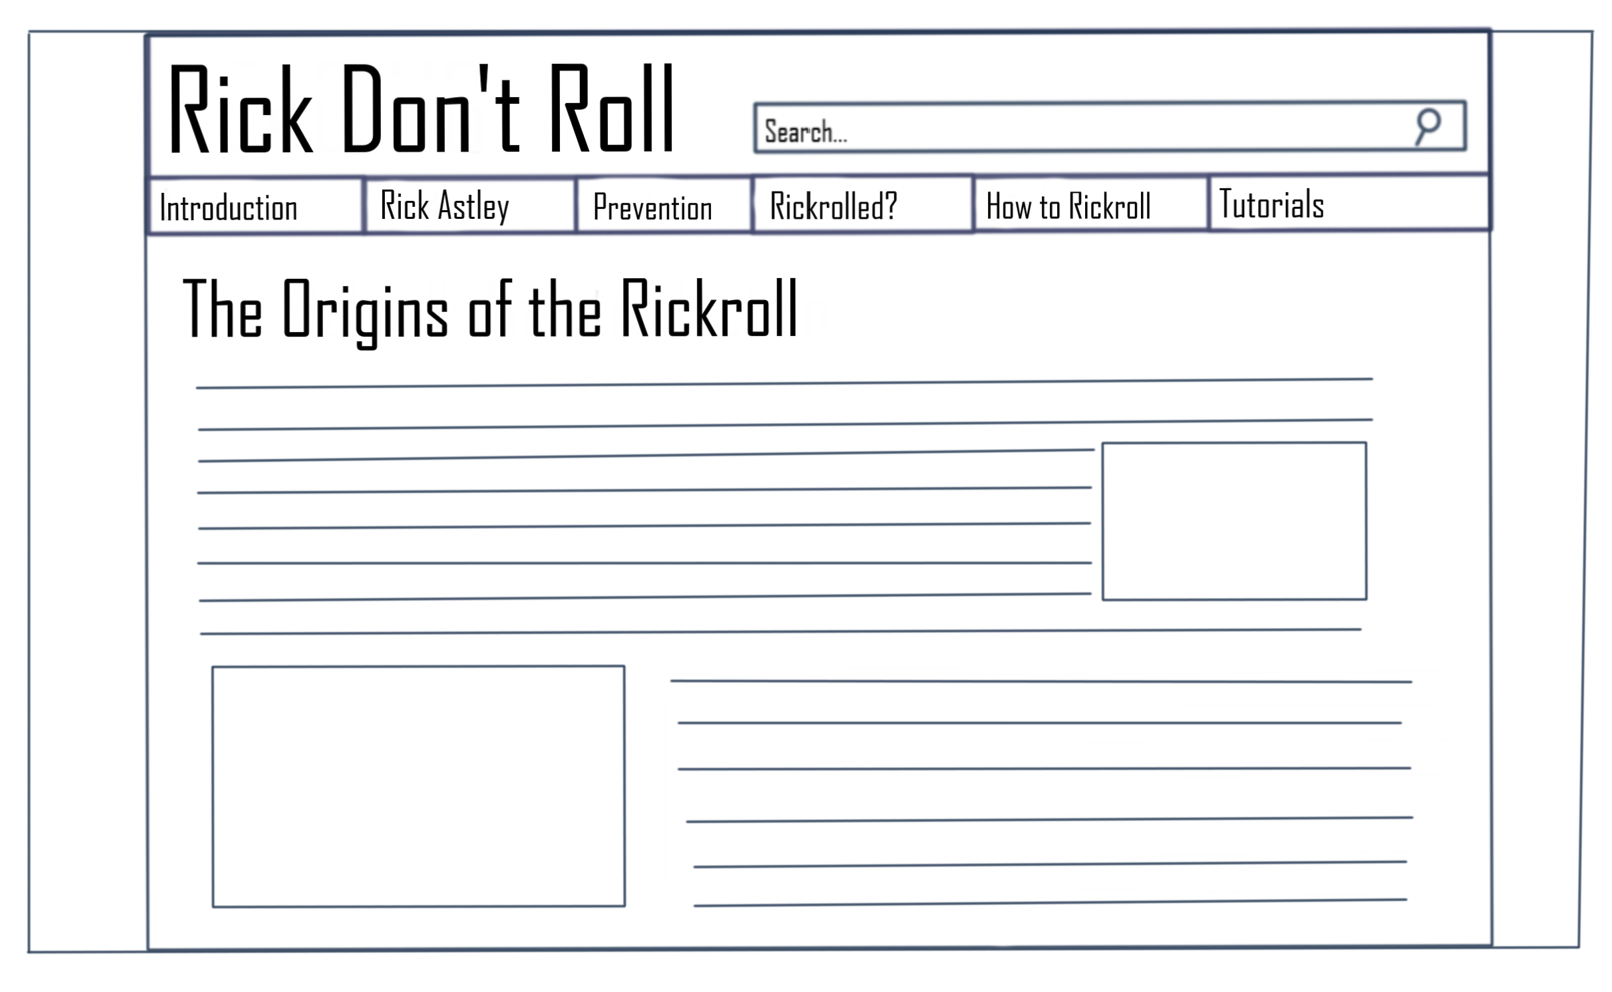 Rick Don't Roll
Search...
Introduction
Rick Astley
Prevention
Rickrolled?
How to Rickroll
Tutorials
The Origins of the Rickroll